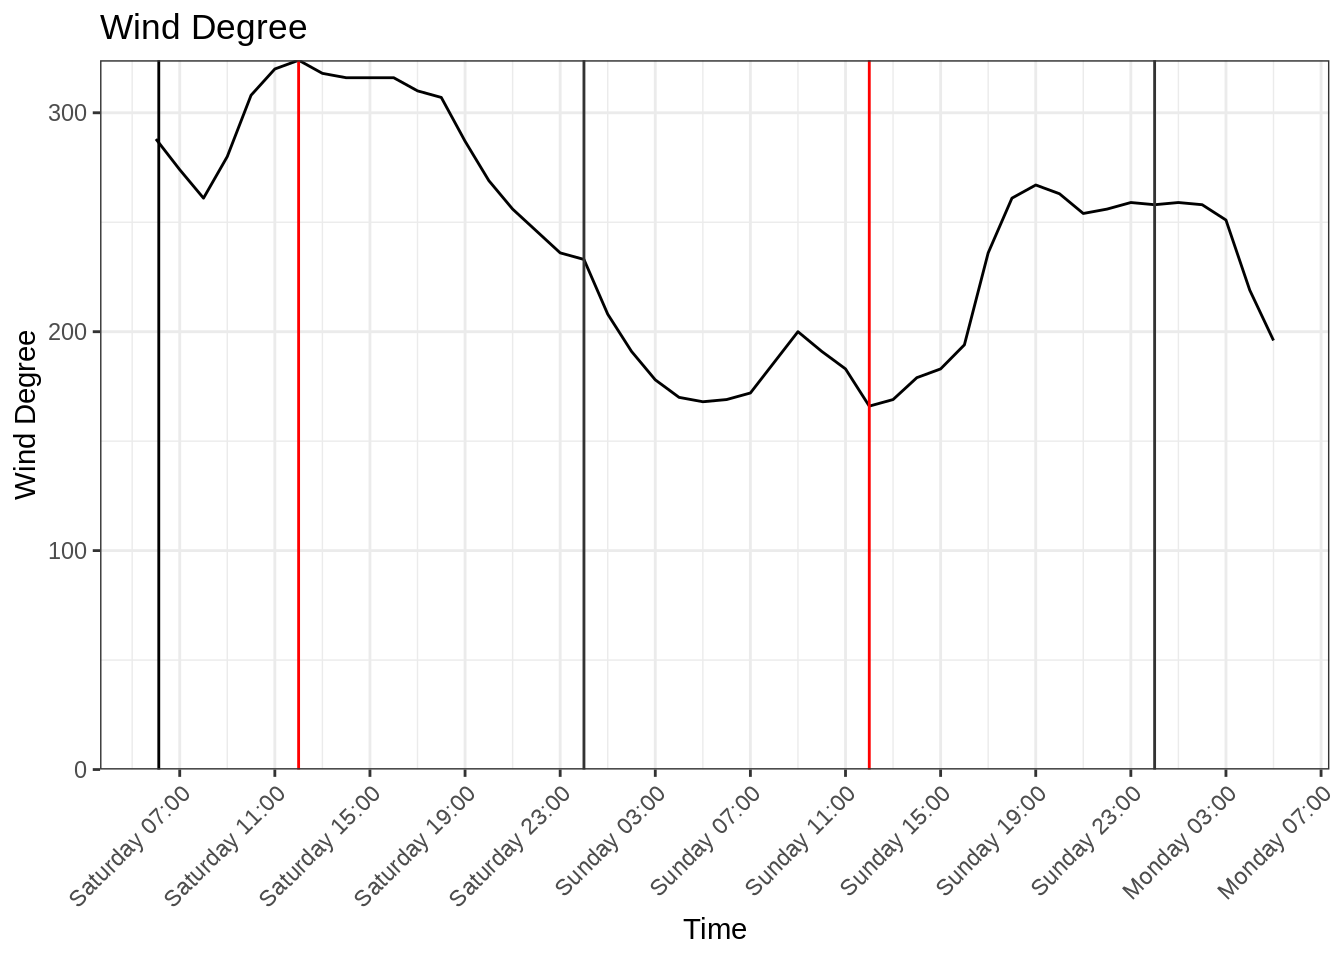 Wind Degree
Wind Degree
300
200
100
0
Saturday 07:00
Saturday 11:00
Saturday 15:00
Saturday 19:00
Saturday 23:00
Sunday 03:00
Sunday 07:00
Sunday 11:00
Sunday 15:00
Sunday 19:00
Sunday 23:00
Monday 03:00
Monday 07:00
Time